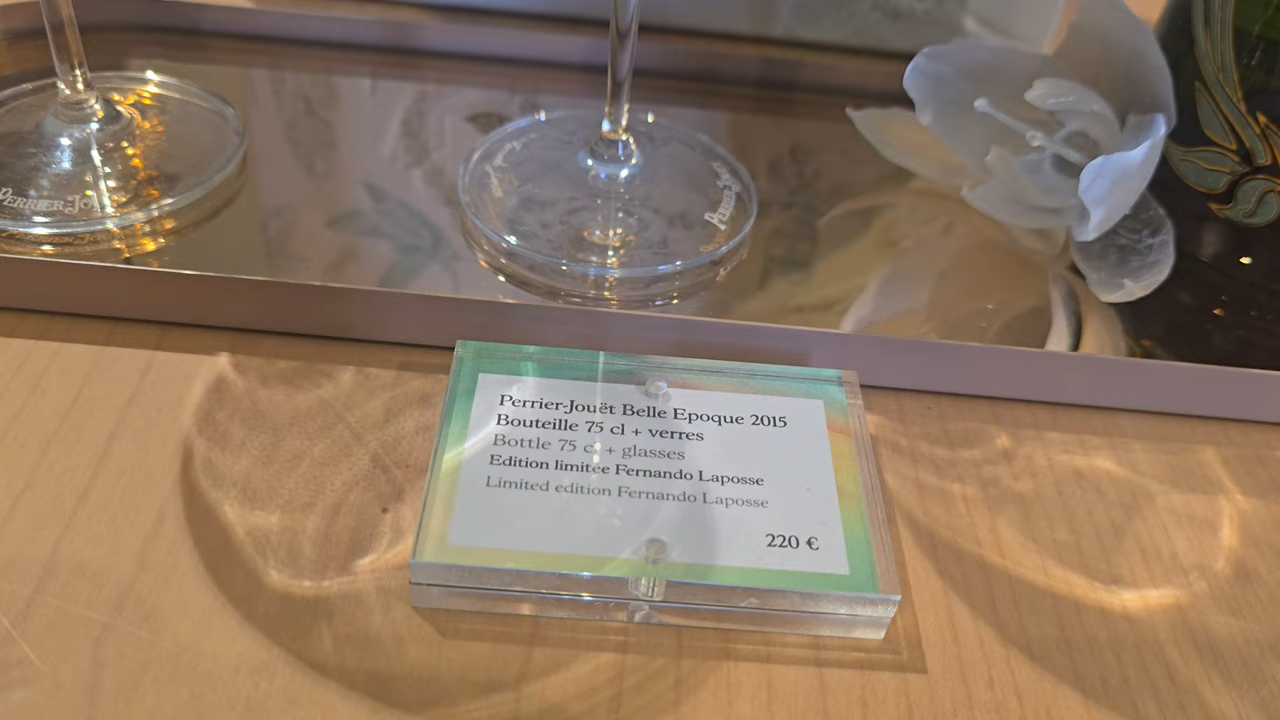 PERRIER-JO
PERRIER-JOUËT
Perrier-Jouët Belle Epoque 2015
Bouteille 75 cl + verres
Bottle 75 cl + glasses
Edition limitée Fernando Laposse
Limited edition Fernando Laposse
220 €